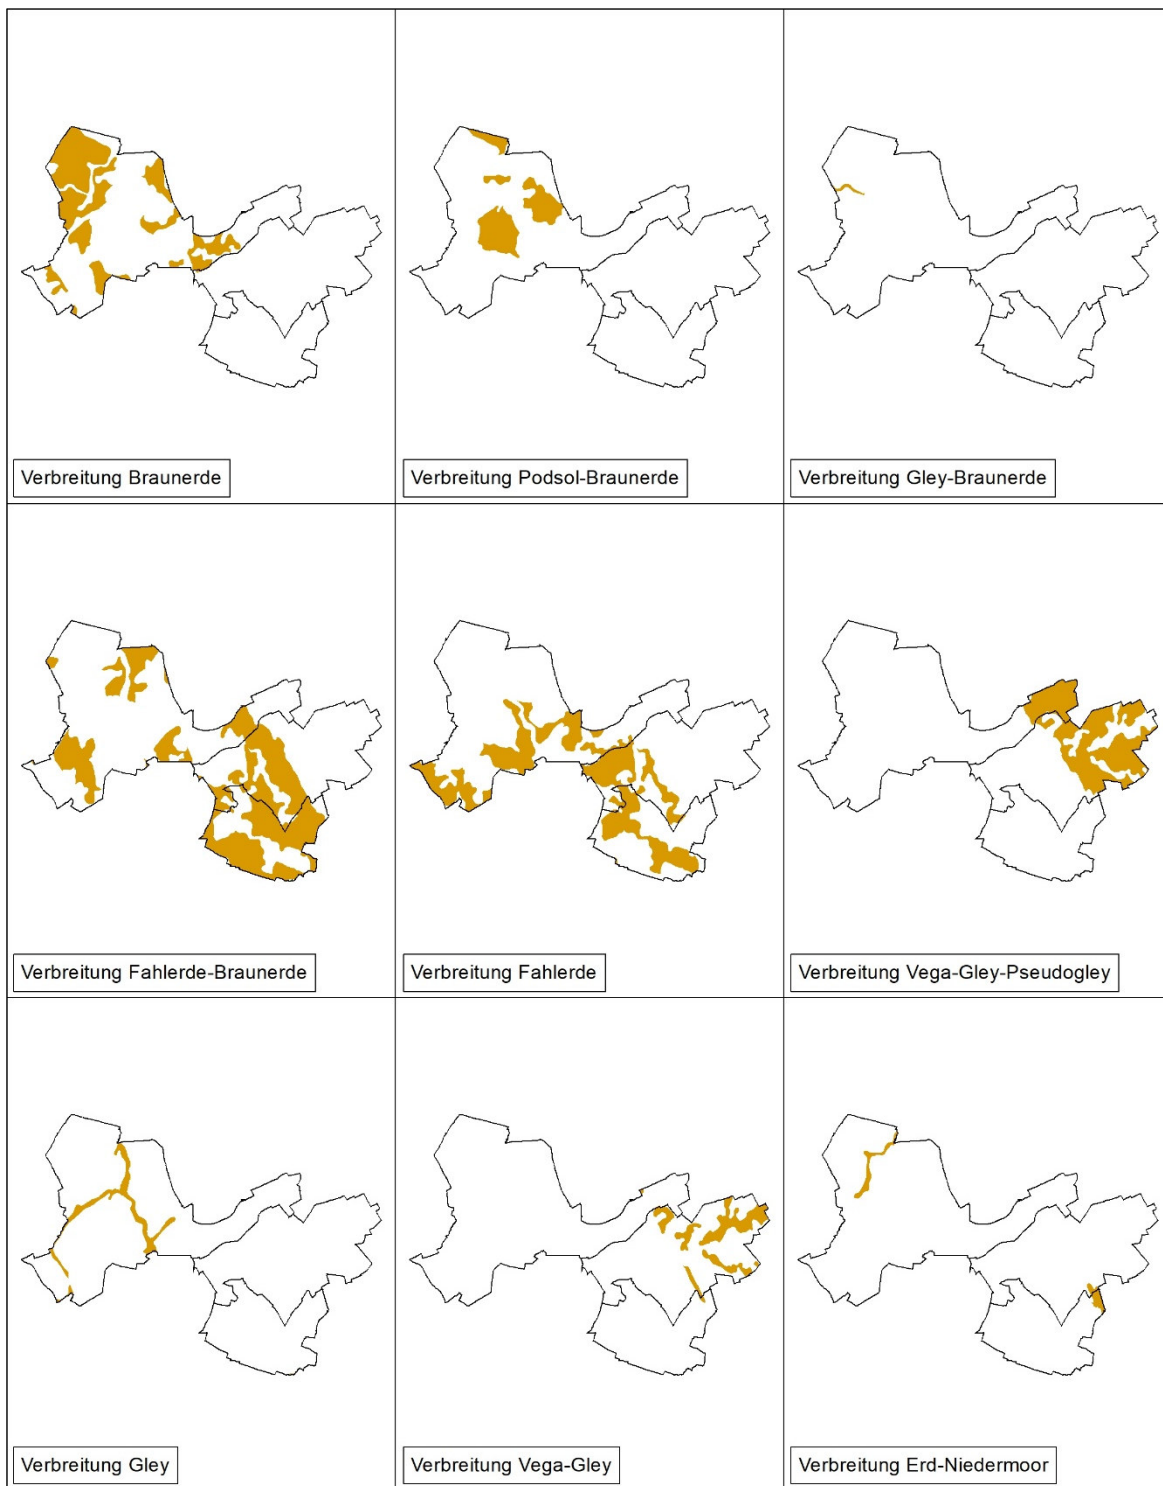 Verbreitung Braunerde
Verbreitung Podsol-Braunerde
Verbreitung Gley-Braunerde
Verbreitung Fahlerde-Braunerde
Verbreitung Fahlerde
Verbreitung Vega-Gley-Pseudogley
Verbreitung Gley
Verbreitung Vega-Gley
Verbreitung Erd-Niedermoor